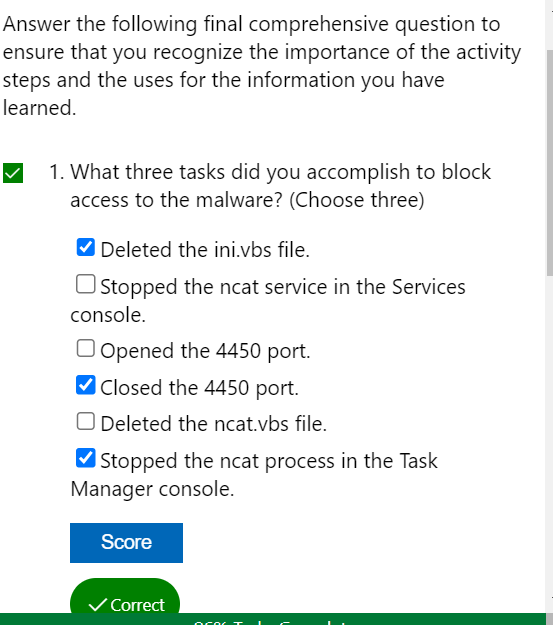 Answer the following final comprehensive question to
ensure that you recognize the importance of the activity
steps and the uses for the information you have
learned.
1. What three tasks did you accomplish to block
access to the malware? (Choose three)
Deleted the ini.vbs file.
Stopped the ncat service in the Services
console.
Opened the 4450 port.
Closed the 4450 port.
Deleted the ncat.vbs file.
Stopped the ncat process in the Task
Manager console.
Score
Correct